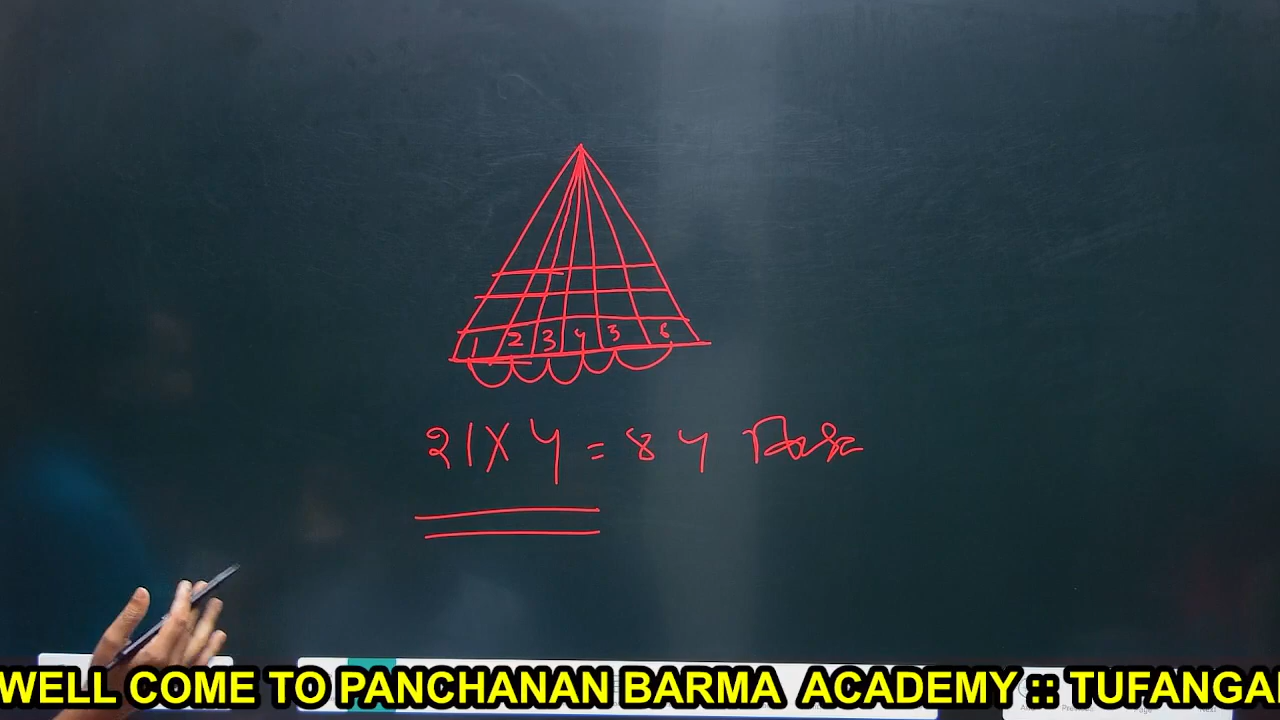 1 2 3 4 5 6
21 X 4 = 84
WELL COME TO PANCHANAN BARMA ACADEMY :: TUFANGA